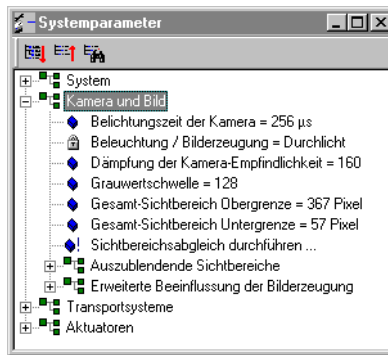 Systemparameter
System
Kamera und Bild
Belichtungszeit der Kamera = 256 µs
Beleuchtung / Bilderzeugung = Durchlicht
Dämpfung der Kamera-Empfindlichkeit = 160
Grauwertschwelle = 128
Gesamt-Sichtbereich Obergrenze = 367 Pixel
Gesamt-Sichtbereich Untergrenze = 57 Pixel
Sichtbereichsabgleich durchführen ...
Auszublendende Sichtbereiche
Erweiterte Beeinflussung der Bilderzeugung
Transportsysteme
Aktuatoren